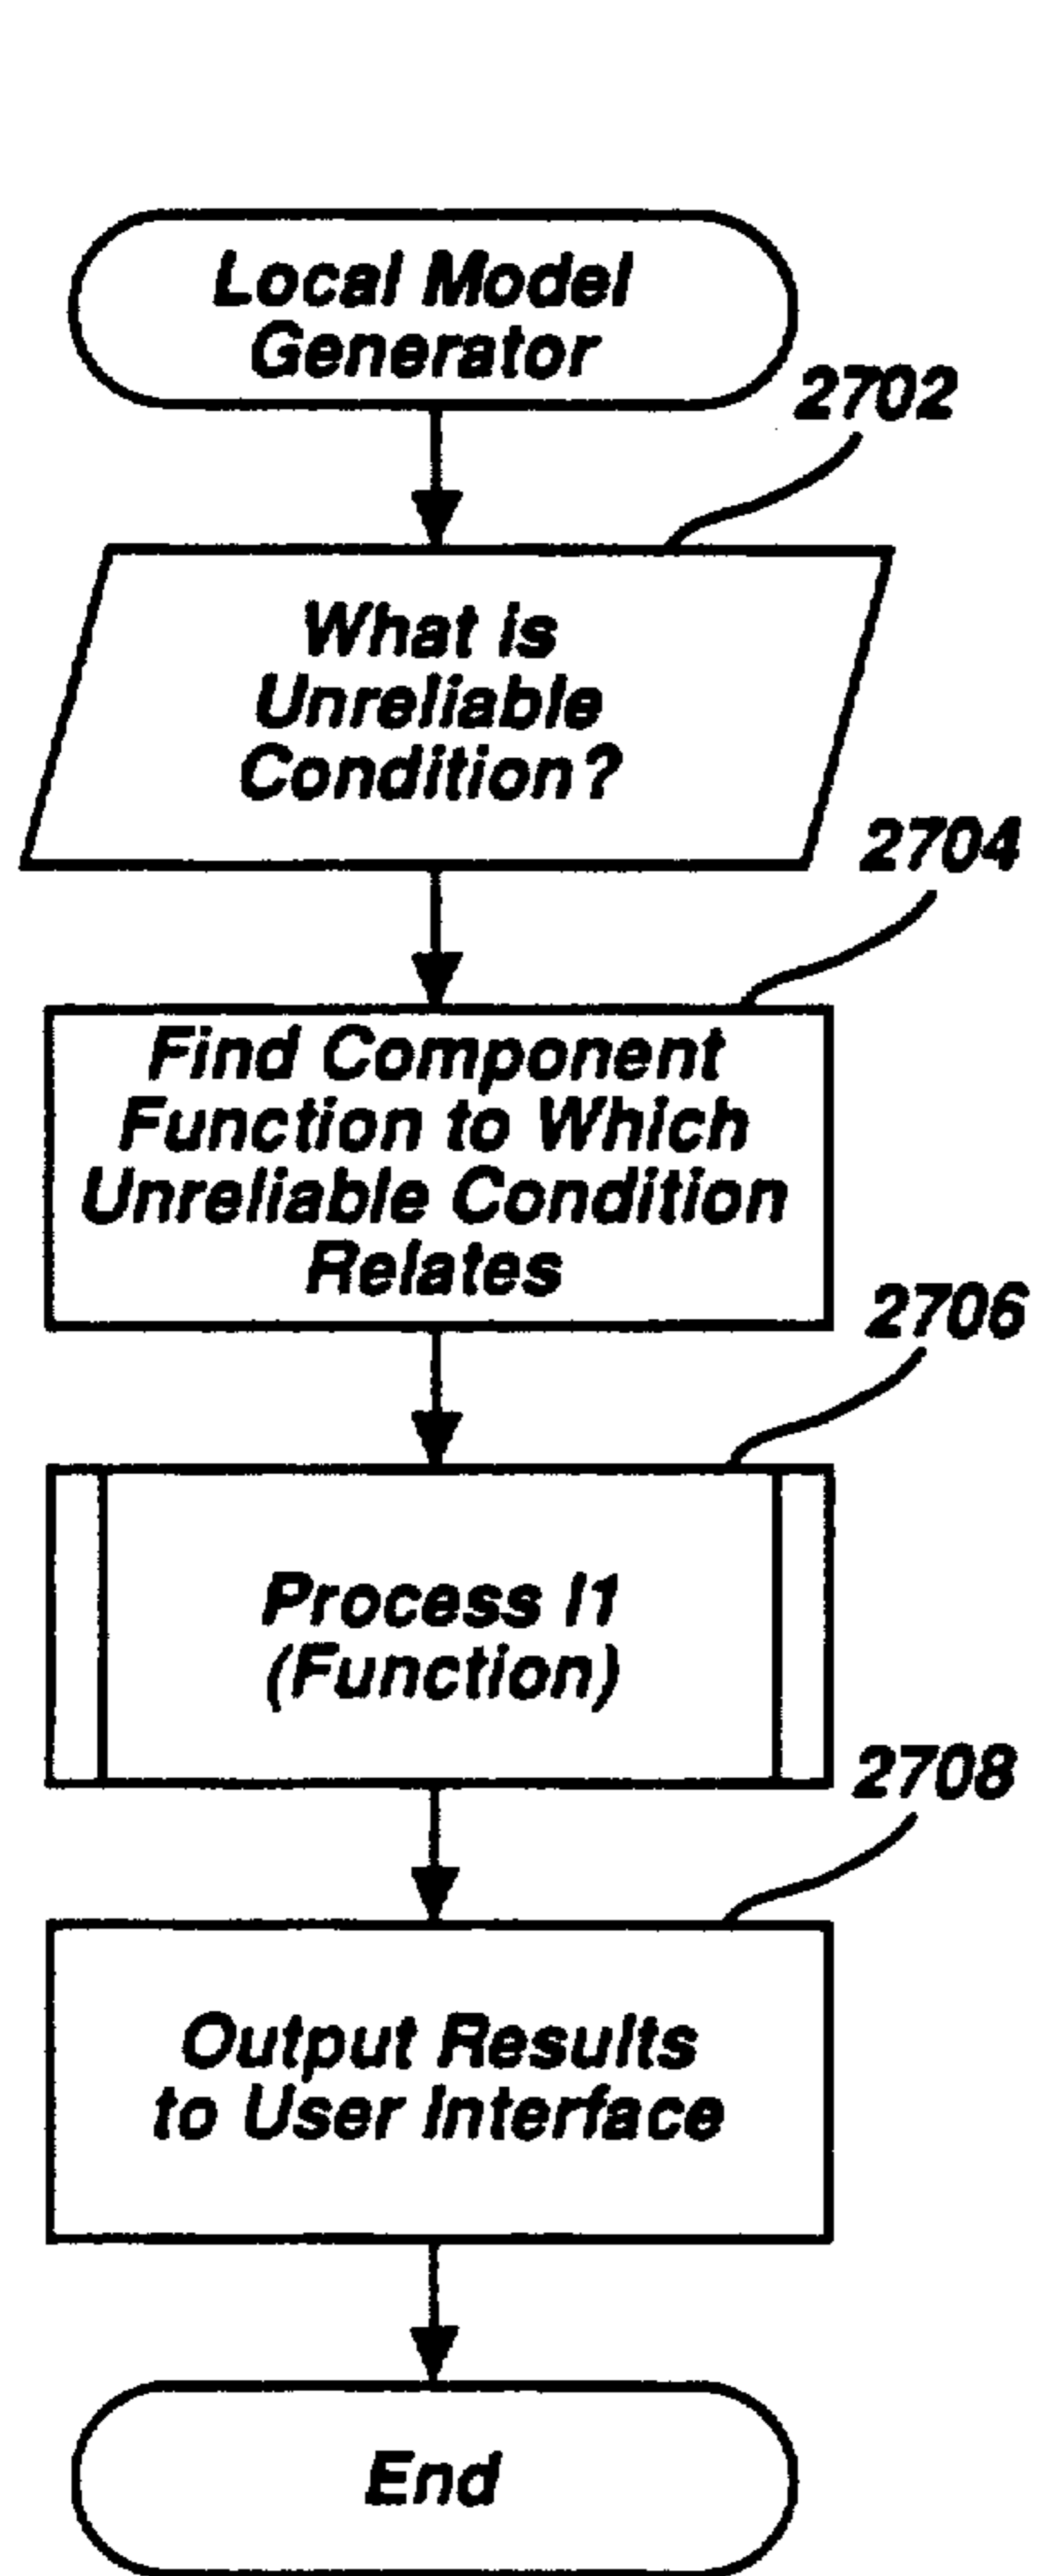 Local Model
Generator
2702
What is
Unreliable
Condition?
2704
Find Component
Function to Which
Unreliable Condition
Relates
2706
Process I1
(Function)
2708
Output Results
to User Interface
End